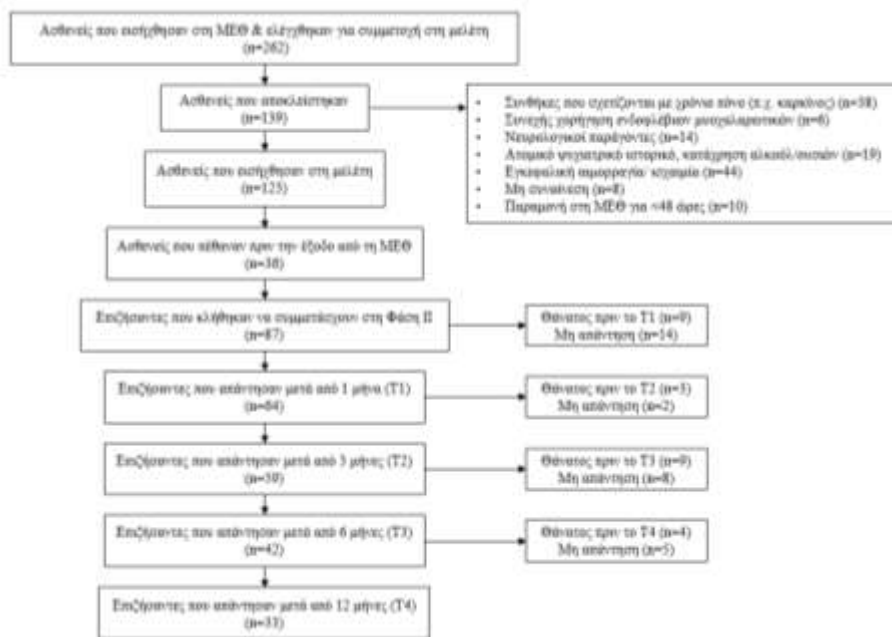 Ασθενείς που εισήχθησαν στη ΜΕΘ & ελέγχθηκαν για συμμετοχή στη μελέτη
(n=262)
Ασθενείς που αποκλείστηκαν
(n=139)
• Συνθήκες που σχετίζονται με χρόνιο πόνο (π.χ. καρκίνος) (n=38)
• Συνεχής χορήγηση ενδοφλέβιων μυοχαλαρωτικών (n=6)
• Νευρολογικοί παράγοντες (n=14)
• Ατομικό ψυχιατρικό ιστορικό, κατάχρηση αλκοόλ/ουσιών (n=19)
• Εγκεφαλική αιμορραγία/ ισχαιμία (n=44)
• Μη συναίνεση (n=8)
• Παραμονή στη ΜΕΘ για <48 ώρες (n=10)
Ασθενείς που εισήχθησαν στη μελέτη
(n=123)
Ασθενείς που πέθαναν πριν την έξοδο από τη ΜΕΘ
(n=36)
Επιζήσαντες που κλήθηκαν να συμμετάσχουν στη Φάση ΙΙ
(n=87)
Θάνατος πριν το Τ1 (n=9)
Μη απάντηση (n=14)
Επιζήσαντες που απάντησαν μετά από 1 μήνα (Τ1)
(n=64)
Θάνατος πριν το Τ2 (n=3)
Μη απάντηση (n=2)
Επιζήσαντες που απάντησαν μετά από 3 μήνες (Τ2)
(n=59)
Θάνατος πριν το Τ3 (n=9)
Μη απάντηση (n=8)
Επιζήσαντες που απάντησαν μετά από 6 μήνες (Τ3)
(n=42)
Θάνατος πριν το Τ4 (n=4)
Μη απάντηση (n=5)
Επιζήσαντες που απάντησαν μετά από 12 μήνες (Τ4)
(n=33)